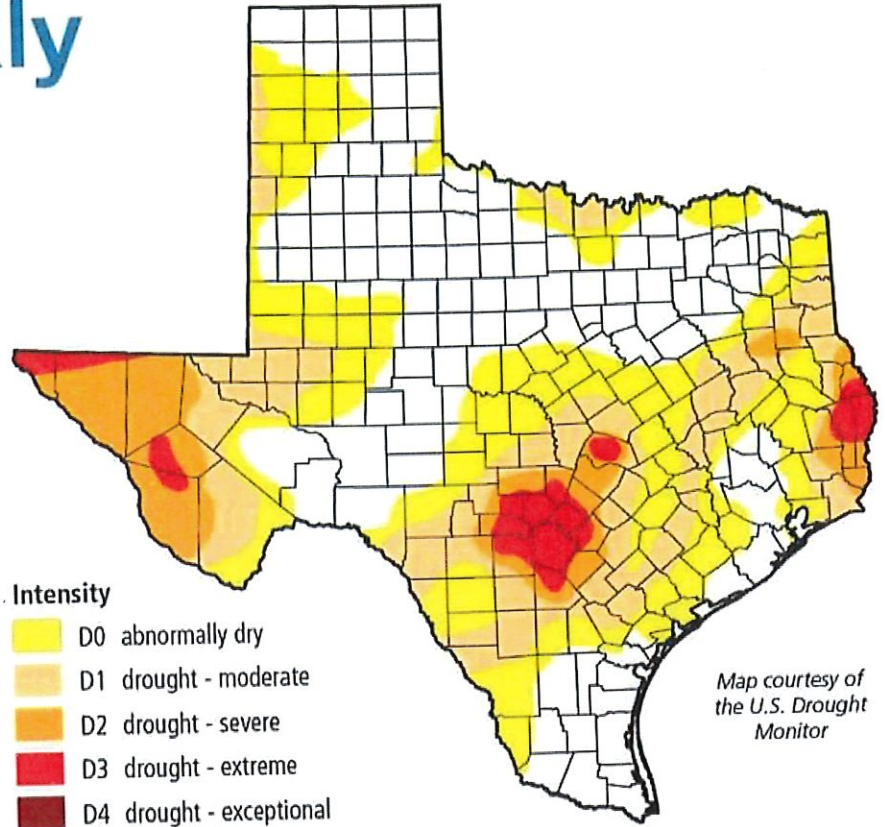 Intensity
D0 abnormally dry
D1 drought - moderate
D2 drought - severe
D3 drought - extreme
D4 drought - exceptional
Map courtesy of
the U.S. Drought
Monitor